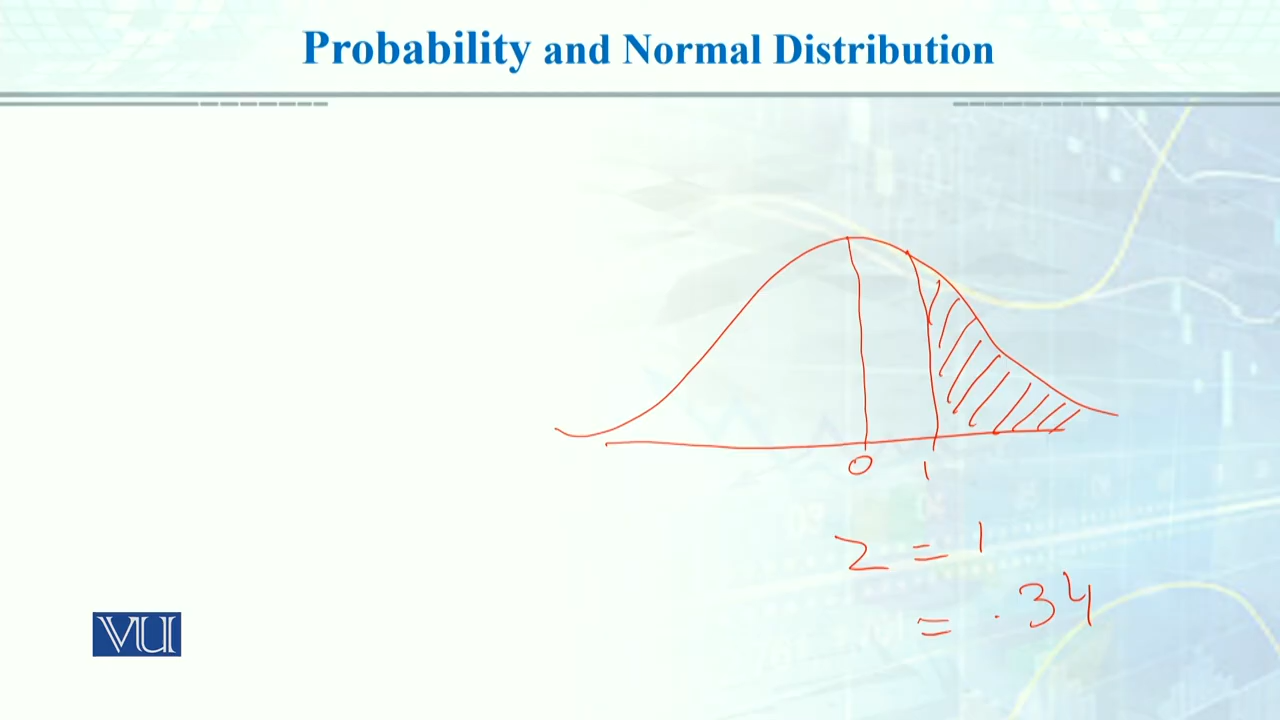 Probability and Normal Distribution
0 1
z = 1
= .34
VU